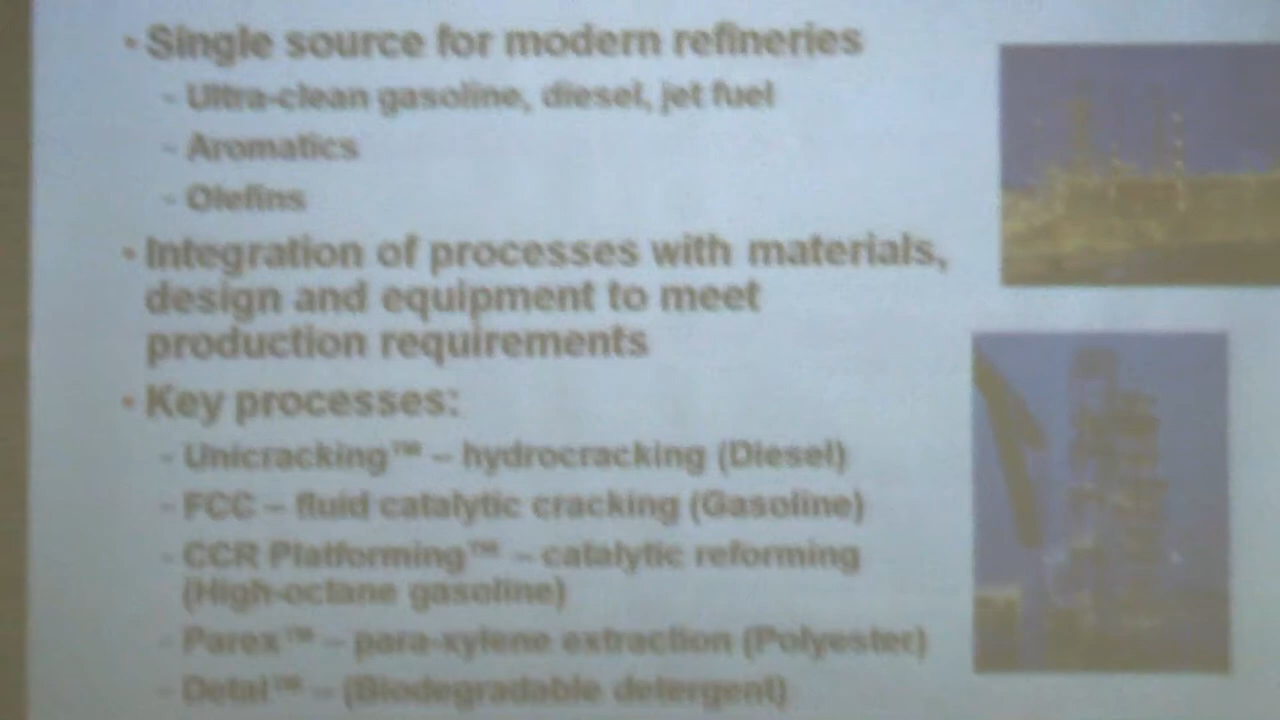 • Single source for modern refineries
- Ultra-clean gasoline, diesel, jet fuel
- Aromatics
- Olefins
• Integration of processes with materials,
design and equipment to meet
production requirements
• Key processes:
- Unicracking™ – hydrocracking (Diesel)
- FCC – fluid catalytic cracking (Gasoline)
- CCR Platforming™ – catalytic reforming
(High-octane gasoline)
- Parex™ – para-xylene extraction (Polyester)
- Detal™ – (Biodegradable detergent)